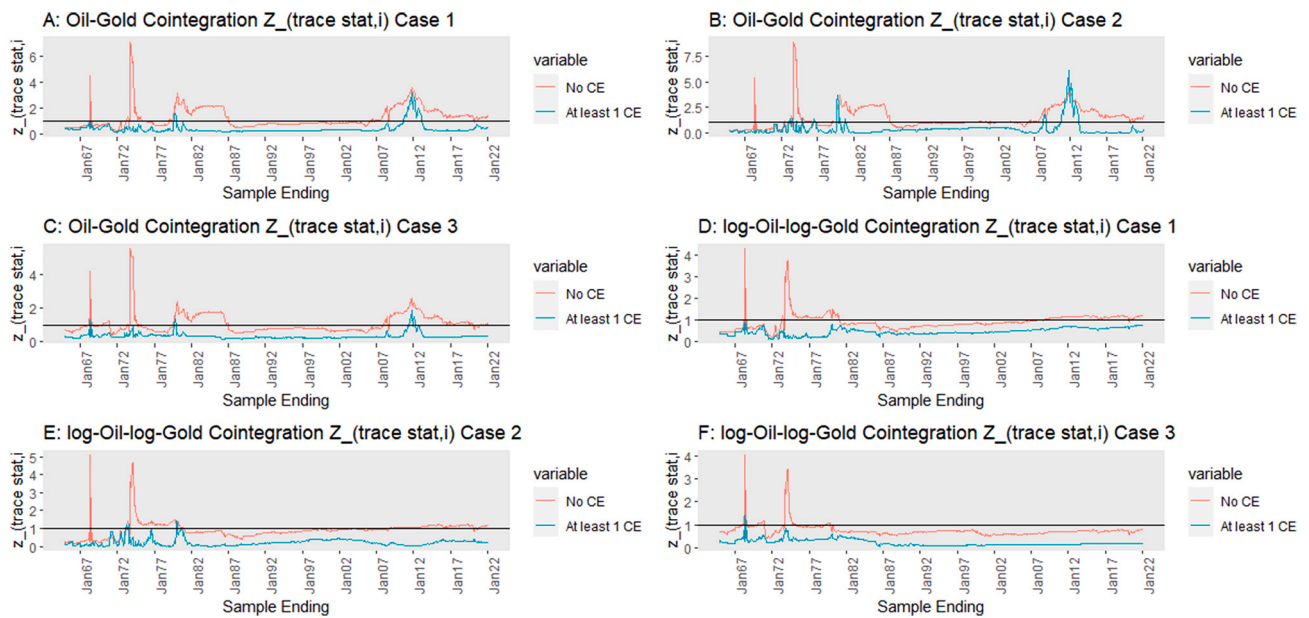 A: Oil-Gold Cointegration Z_(trace stat,i) Case 1
z_(trace stat,i
6
4
2
0
Jan67
Jan72
Jan77
Jan82
Jan87
Jan92
Jan97
Jan02
Jan07
Jan12
Jan17
Jan22
Sample Ending
variable
No CE
At least 1 CE
B: Oil-Gold Cointegration Z_(trace stat,i) Case 2
z_(trace stat,i
7.5
5.0
2.5
0.0
Jan67
Jan72
Jan77
Jan82
Jan87
Jan92
Jan97
Jan02
Jan07
Jan12
Jan17
Jan22
Sample Ending
variable
No CE
At least 1 CE
C: Oil-Gold Cointegration Z_(trace stat,i) Case 3
z_(trace stat,i
4
2
0
Jan67
Jan72
Jan77
Jan82
Jan87
Jan92
Jan97
Jan02
Jan07
Jan12
Jan17
Jan22
Sample Ending
variable
No CE
At least 1 CE
D: log-Oil-log-Gold Cointegration Z_(trace stat,i) Case 1
z_(trace stat,i
4
3
2
1
0
Jan67
Jan72
Jan77
Jan82
Jan87
Jan92
Jan97
Jan02
Jan07
Jan12
Jan17
Jan22
Sample Ending
variable
No CE
At least 1 CE
E: log-Oil-log-Gold Cointegration Z_(trace stat,i) Case 2
z_(trace stat,i
5
4
3
2
1
0
Jan67
Jan72
Jan77
Jan82
Jan87
Jan92
Jan97
Jan02
Jan07
Jan12
Jan17
Jan22
Sample Ending
variable
No CE
At least 1 CE
F: log-Oil-log-Gold Cointegration Z_(trace stat,i) Case 3
z_(trace stat,i
4
3
2
1
0
Jan67
Jan72
Jan77
Jan82
Jan87
Jan92
Jan97
Jan02
Jan07
Jan12
Jan17
Jan22
Sample Ending
variable
No CE
At least 1 CE